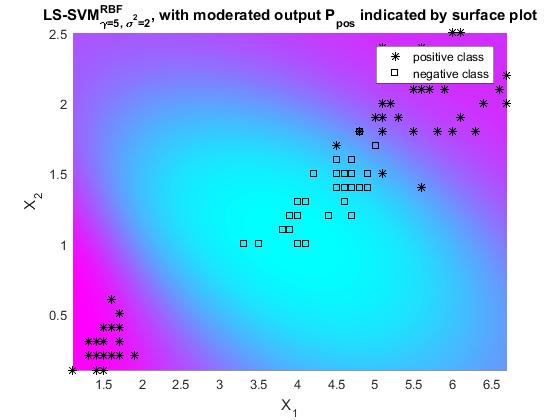 LS-SVM^RBF_γ=5, σ²=2, with moderated output P_pos indicated by surface plot
2.5
positive class
negative class
2
1.5
X_2
1
0.5
1.5 2 2.5 3 3.5 4 4.5 5 5.5 6 6.5
X_1